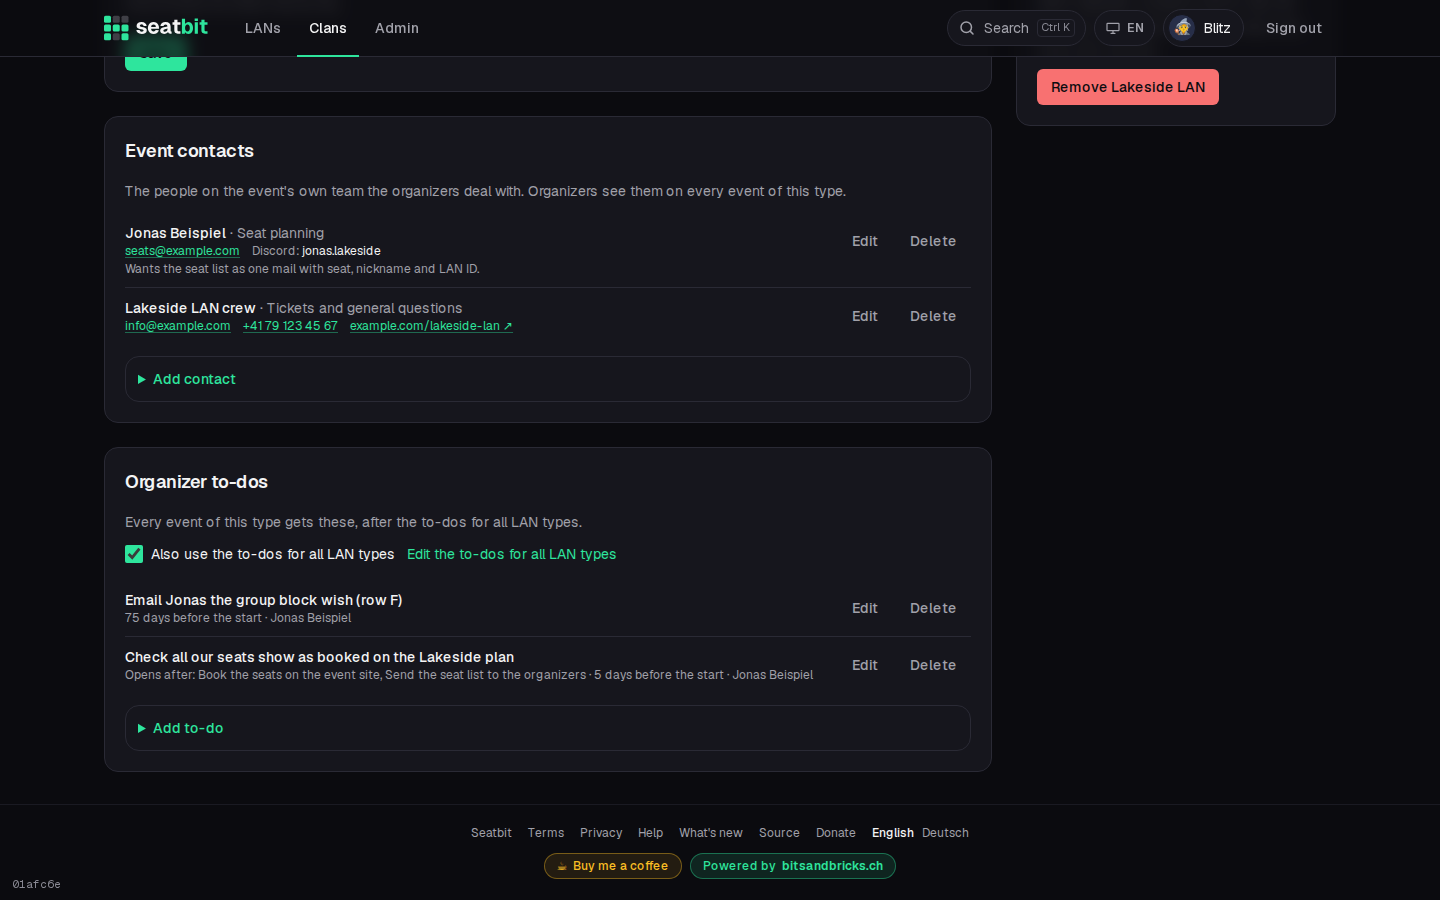 seatbit LANs Clans Admin Search Ctrl K EN Blitz Sign out
Remove Lakeside LAN
Event contacts
The people on the event's own team the organizers deal with. Organizers see them on every event of this type.
Jonas Beispiel · Seat planning
seats@example.com Discord: jonas.lakeside
Wants the seat list as one mail with seat, nickname and LAN ID.
Edit Delete
Lakeside LAN crew · Tickets and general questions
info@example.com +41 79 123 45 67 example.com/lakeside-lan ↗
Edit Delete
▶ Add contact
Organizer to-dos
Every event of this type gets these, after the to-dos for all LAN types.
Also use the to-dos for all LAN types Edit the to-dos for all LAN types
Email Jonas the group block wish (row F)
75 days before the start · Jonas Beispiel
Edit Delete
Check all our seats show as booked on the Lakeside plan
Opens after: Book the seats on the event site, Send the seat list to the organizers · 5 days before the start · Jonas Beispiel
Edit Delete
▶ Add to-do
Seatbit Terms Privacy Help What's new Source Donate English Deutsch
Buy me a coffee Powered by bitsandbricks.ch
01afc6e